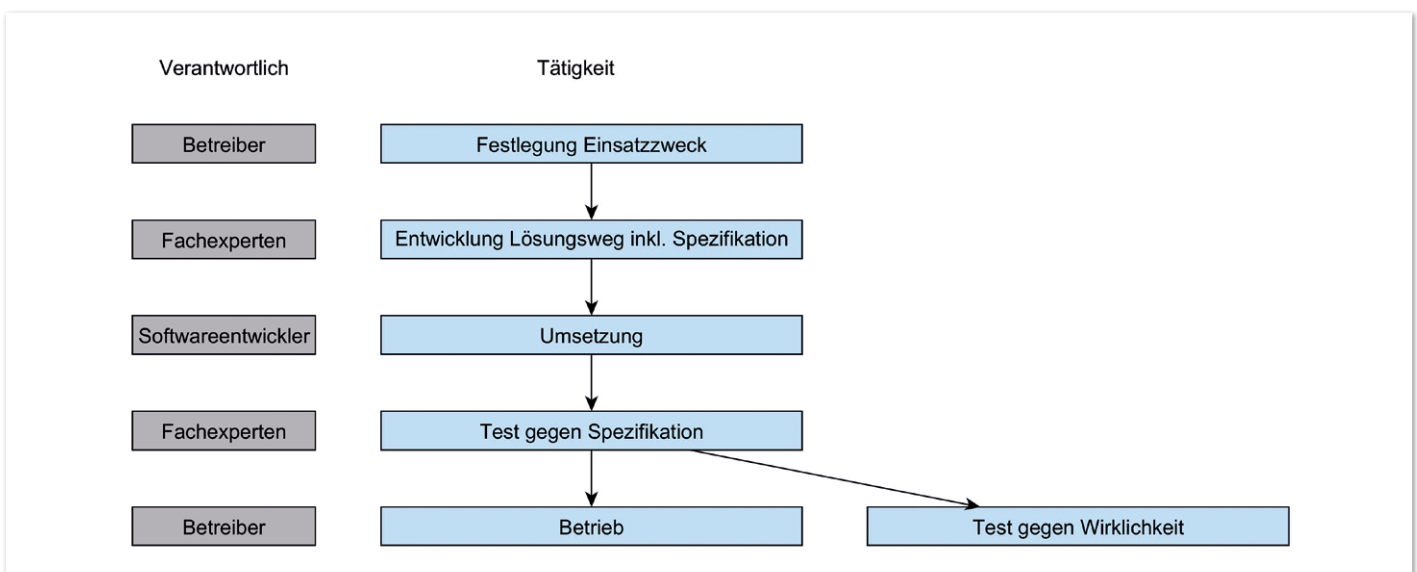 Verantwortlich Tätigkeit
Betreiber Festlegung Einsatzzweck
Fachexperten Entwicklung Lösungsweg inkl. Spezifikation
Softwareentwickler Umsetzung
Fachexperten Test gegen Spezifikation
Betreiber Betrieb Test gegen Wirklichkeit